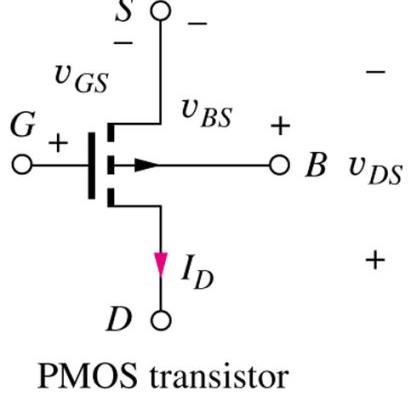 S −
−
v_GS
v_BS
−
G + +
B v_DS
+
I_D
D
PMOS transistor